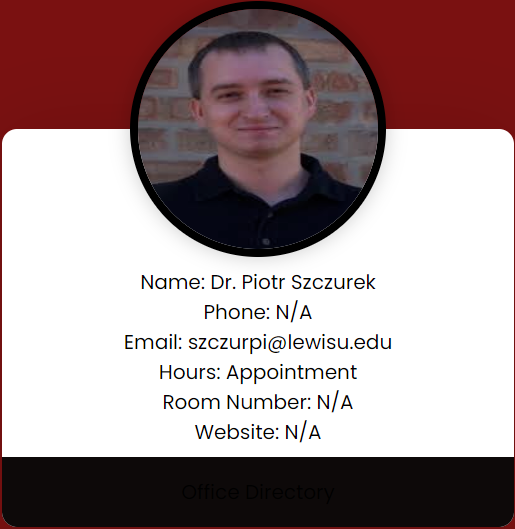 Name: Dr. Piotr Szczurek
Phone: N/A
Email: szczurpi@lewisu.edu
Hours: Appointment
Room Number: N/A
Website: N/A
Office Directory